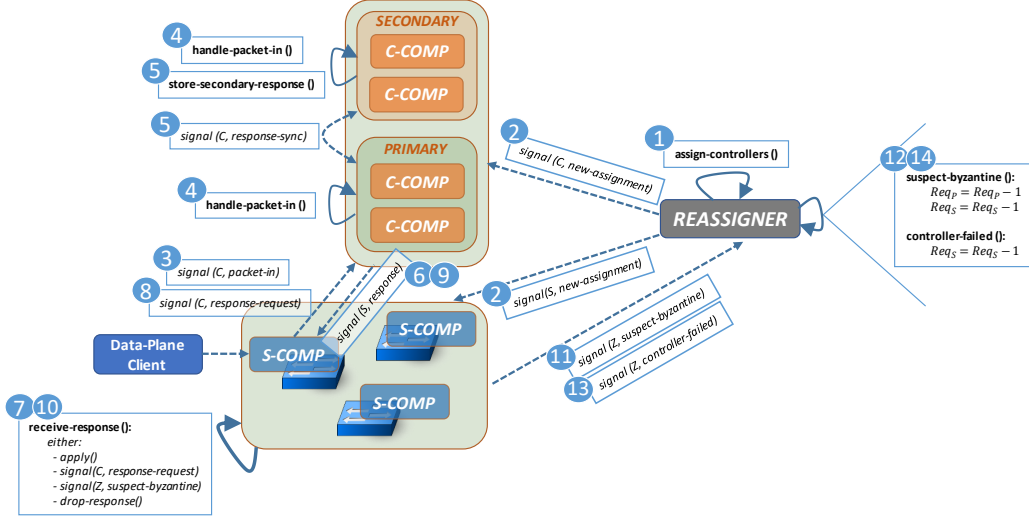 SECONDARY
C-COMP
C-COMP
4
handle-packet-in ()
5
store-secondary-response ()
5
signal (C, response-sync)
PRIMARY
C-COMP
C-COMP
4
handle-packet-in ()
2
signal (C, new-assignment)
1
assign-controllers ()
REASSIGNER
12 14
suspect-byzantine ():
Req_P = Req_P − 1
Req_S = Req_S − 1
controller-failed ():
Req_S = Req_S − 1
3
signal (C, packet-in)
8
signal (C, response-request)
6 9
signal (S, response)
2
signal(S, new-assignment)
11
signal (Z, suspect-byzantine)
13
signal (Z, controller-failed)
Data-Plane
Client
S-COMP
S-COMP
S-COMP
7 10
receive-response():
either:
- apply()
- signal(C, response-request)
- signal(Z, suspect-byzantine)
- drop-response()